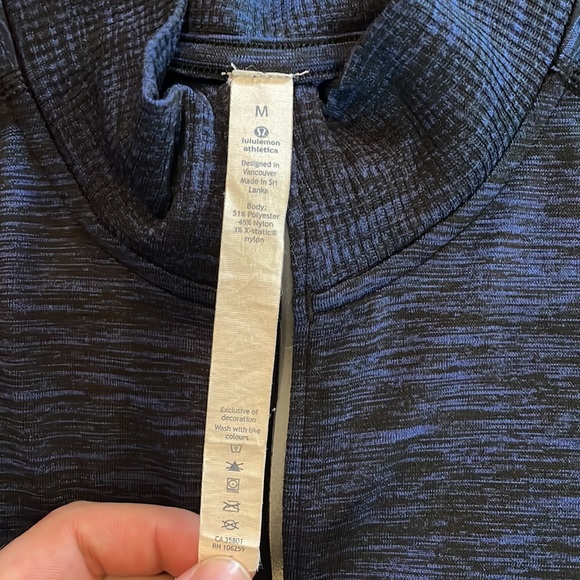 M
lululemon
athletica
Designed in
Vancouver
Made in Sri
Lanka
Body:
51% Polyester
46% Nylon
3% X-static®
nylon
Exclusive of
decoration
Wash with like
colours
CA 35801
RN 106259